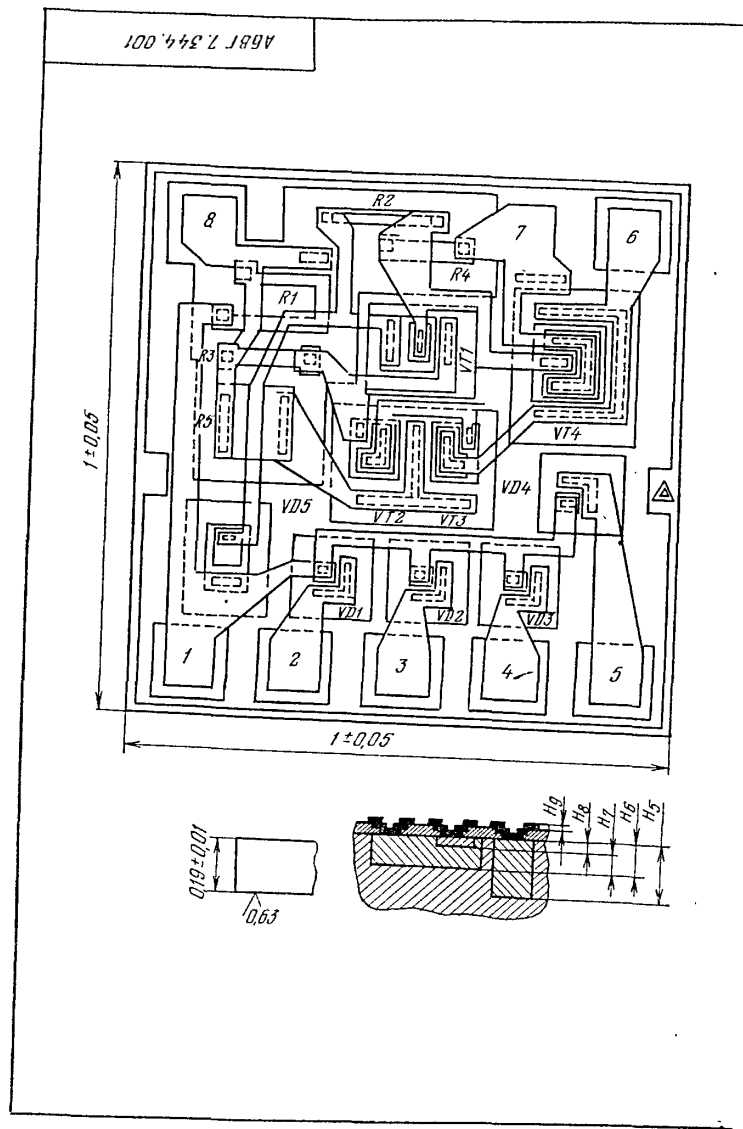 АБВГ 7.344.001
R2
8
7
6
R1
R4
R3
VT1
R5
VT4
VD5
VT2
VT3
VD4
VD1
VD2
VD3
1
2
3
4
5
1±0,05
1±0,05
0,19±0,01
0,63
H9
H8
H7
H6
H5